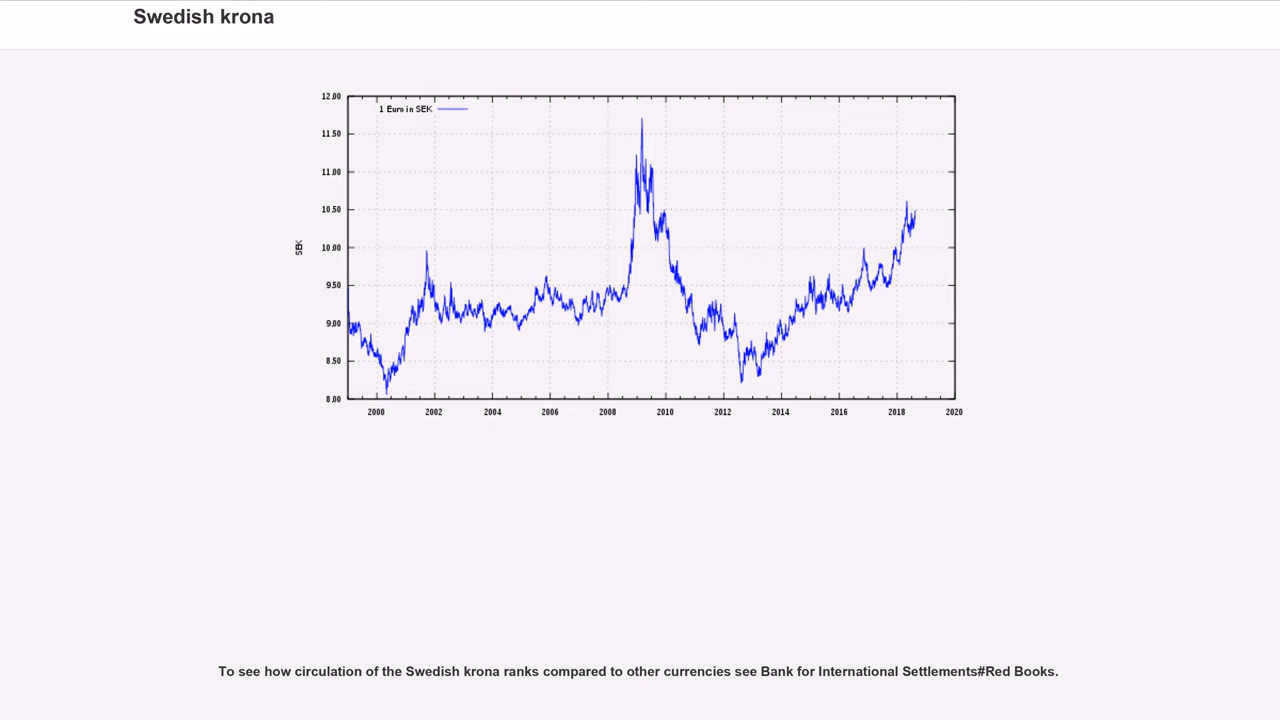 Swedish krona
1 Euro in SEK
12.00
11.50
11.00
10.50
10.00
9.50
9.00
8.50
8.00
SEK
2000 2002 2004 2006 2008 2010 2012 2014 2016 2018 2020
To see how circulation of the Swedish krona ranks compared to other currencies see Bank for International Settlements#Red Books.